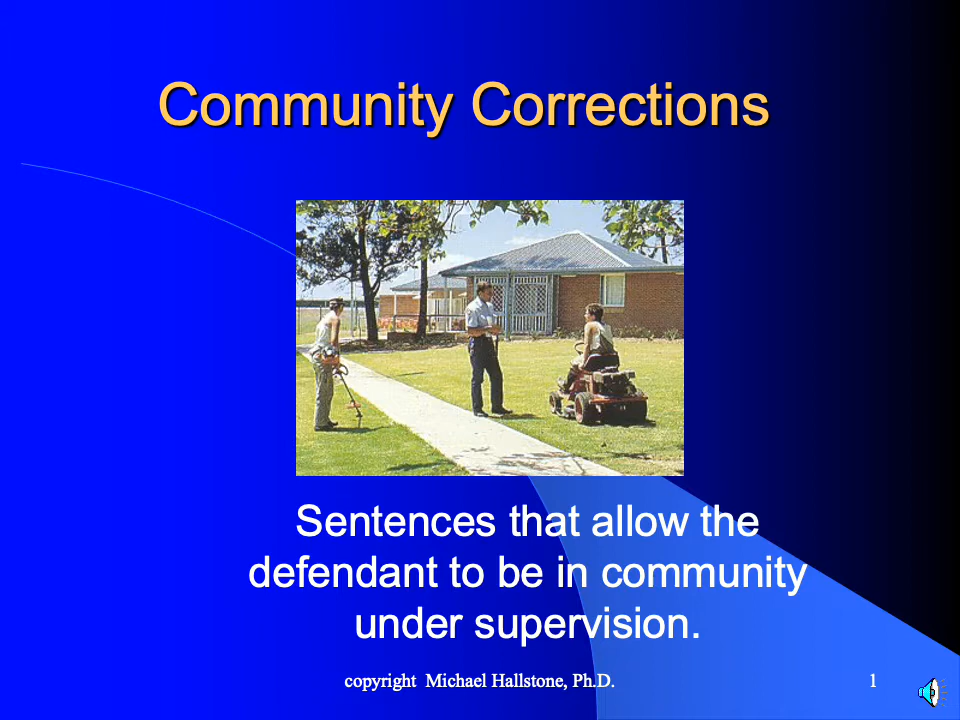 Community Corrections
Sentences that allow the
defendant to be in community
under supervision.
copyright Michael Hallstone, Ph.D.
1